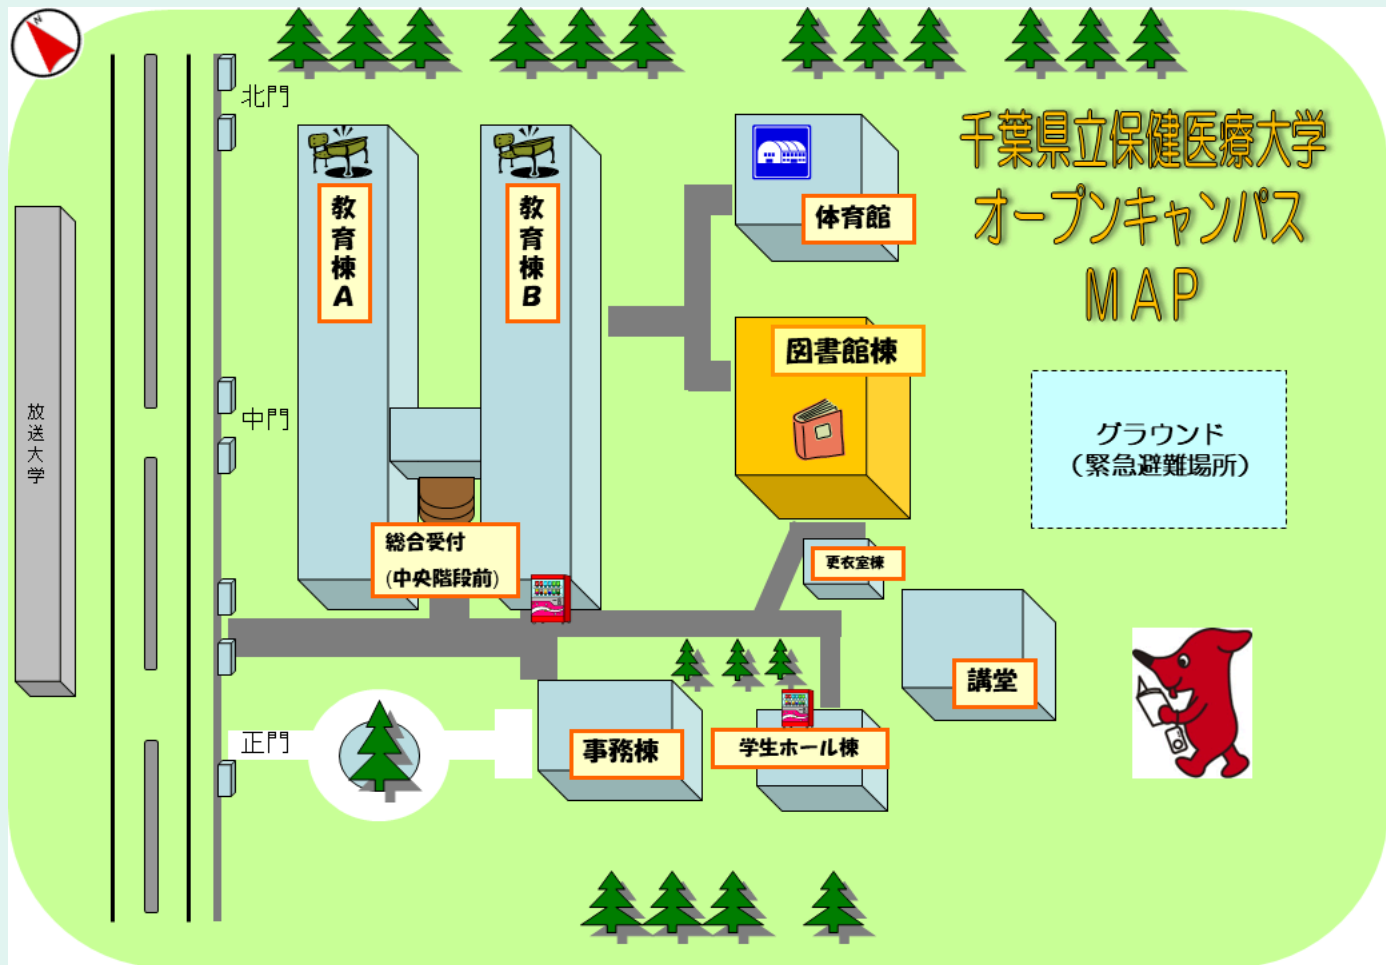 N
北門
千葉県立保健医療大学
オープンキャンパス
MAP
教育棟A
教育棟B
体育館
図書館棟
放送大学
中門
グラウンド
(緊急避難場所)
総合受付
(中央階段前)
更衣室棟
講堂
正門
事務棟
学生ホール棟